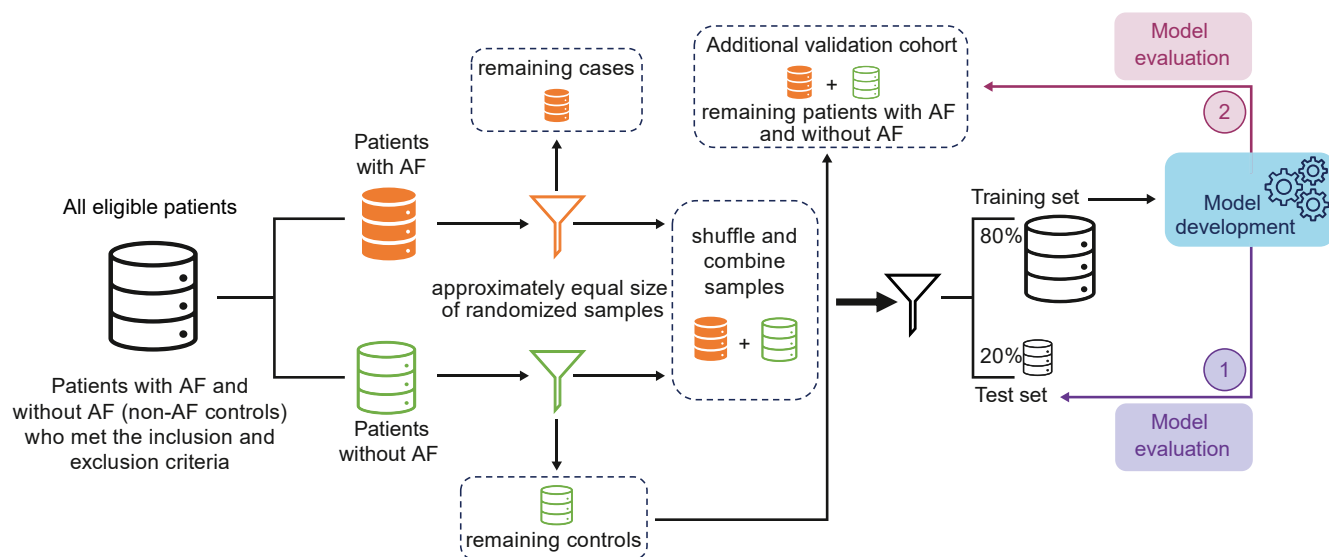 All eligible patients
Patients with AF and
without AF (non-AF controls)
who met the inclusion and
exclusion criteria
Patients
with AF
Patients
without AF
remaining cases
approximately equal size
of randomized samples
remaining controls
shuffle and
combine
samples
+
Additional validation cohort
+
remaining patients with AF
and without AF
Training set
80%
20%
Test set
Model
development
Model
evaluation
2
1
Model
evaluation